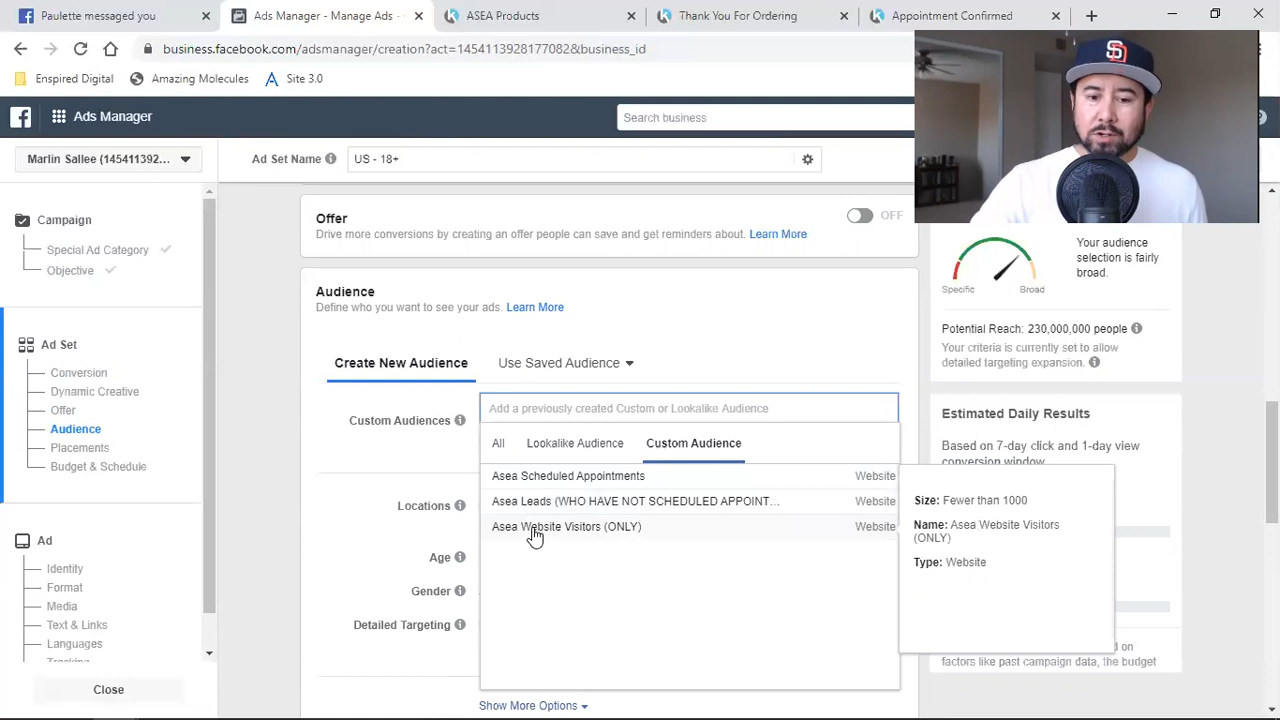 Paulette messaged you
Ads Manager - Manage Ads -
ASEA Products
Thank You For Ordering
Appointment Confirmed
business.facebook.com/adsmanager/creation?act=1454113928177082&business_id
Enspired Digital
Amazing Molecules
Site 3.0
Ads Manager
Search business
Marlin Sallee (145411392...
Ad Set Name
US - 18+
Campaign
Special Ad Category
Objective
Ad Set
Conversion
Dynamic Creative
Offer
Audience
Placements
Budget & Schedule
Ad
Identity
Format
Media
Text & Links
Languages
Tracking
Close
Offer
OFF
Drive more conversions by creating an offer people can save and get reminders about. Learn More
Audience
Define who you want to see your ads. Learn More
Create New Audience
Use Saved Audience
Custom Audiences
Add a previously created Custom or Lookalike Audience
All
Lookalike Audience
Custom Audience
Asea Scheduled Appointments
Website
Asea Leads (WHO HAVE NOT SCHEDULED APPOINT...
Website
Asea Website Visitors (ONLY)
Website
Locations
Age
Gender
Detailed Targeting
Show More Options
Size: Fewer than 1000
Name: Asea Website Visitors
(ONLY)
Type: Website
SD
Your audience
selection is fairly
broad.
Specific
Broad
Potential Reach: 230,000,000 people
Your criteria is currently set to allow
detailed targeting expansion.
Estimated Daily Results
Based on 7-day click and 1-day view
conversion window
d on
factors like past campaign data, the budget